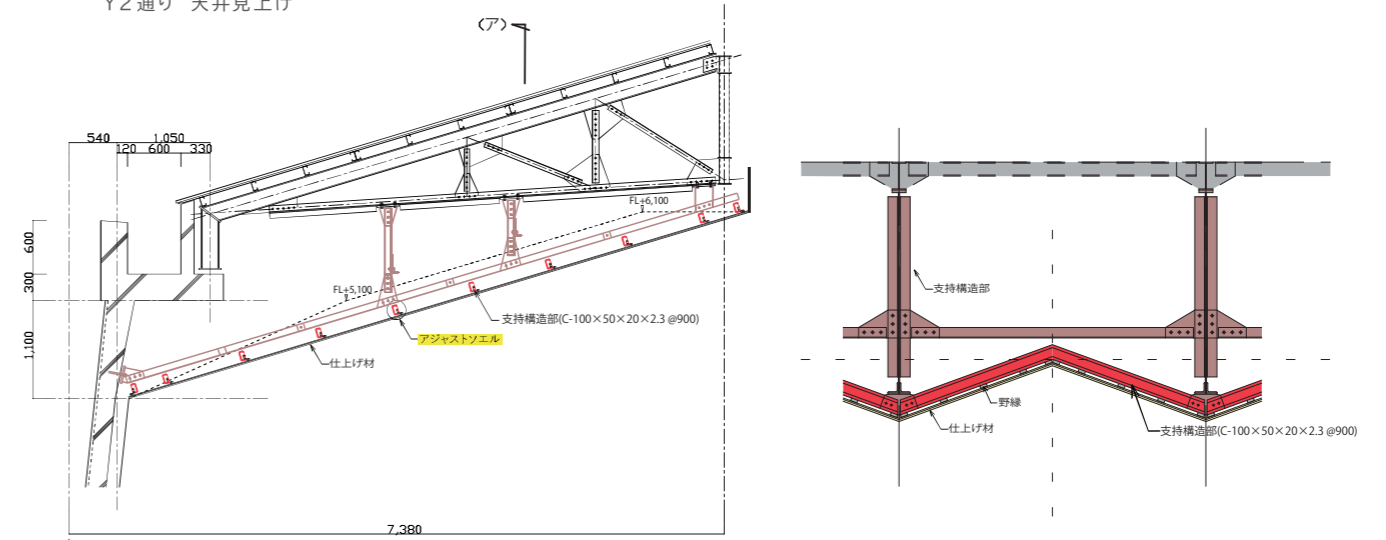 Y2通り 天井見上げ
(ア)
540
1,050
120
600
330
FL+6,100
600
300
FL+5,100
1,100
支持構造部(C-100×50×20×2.3 @900)
アジャストソエル
仕上げ材
7,380
支持構造部
野縁
仕上げ材
支持構造部(C-100×50×20×2.3 @900)